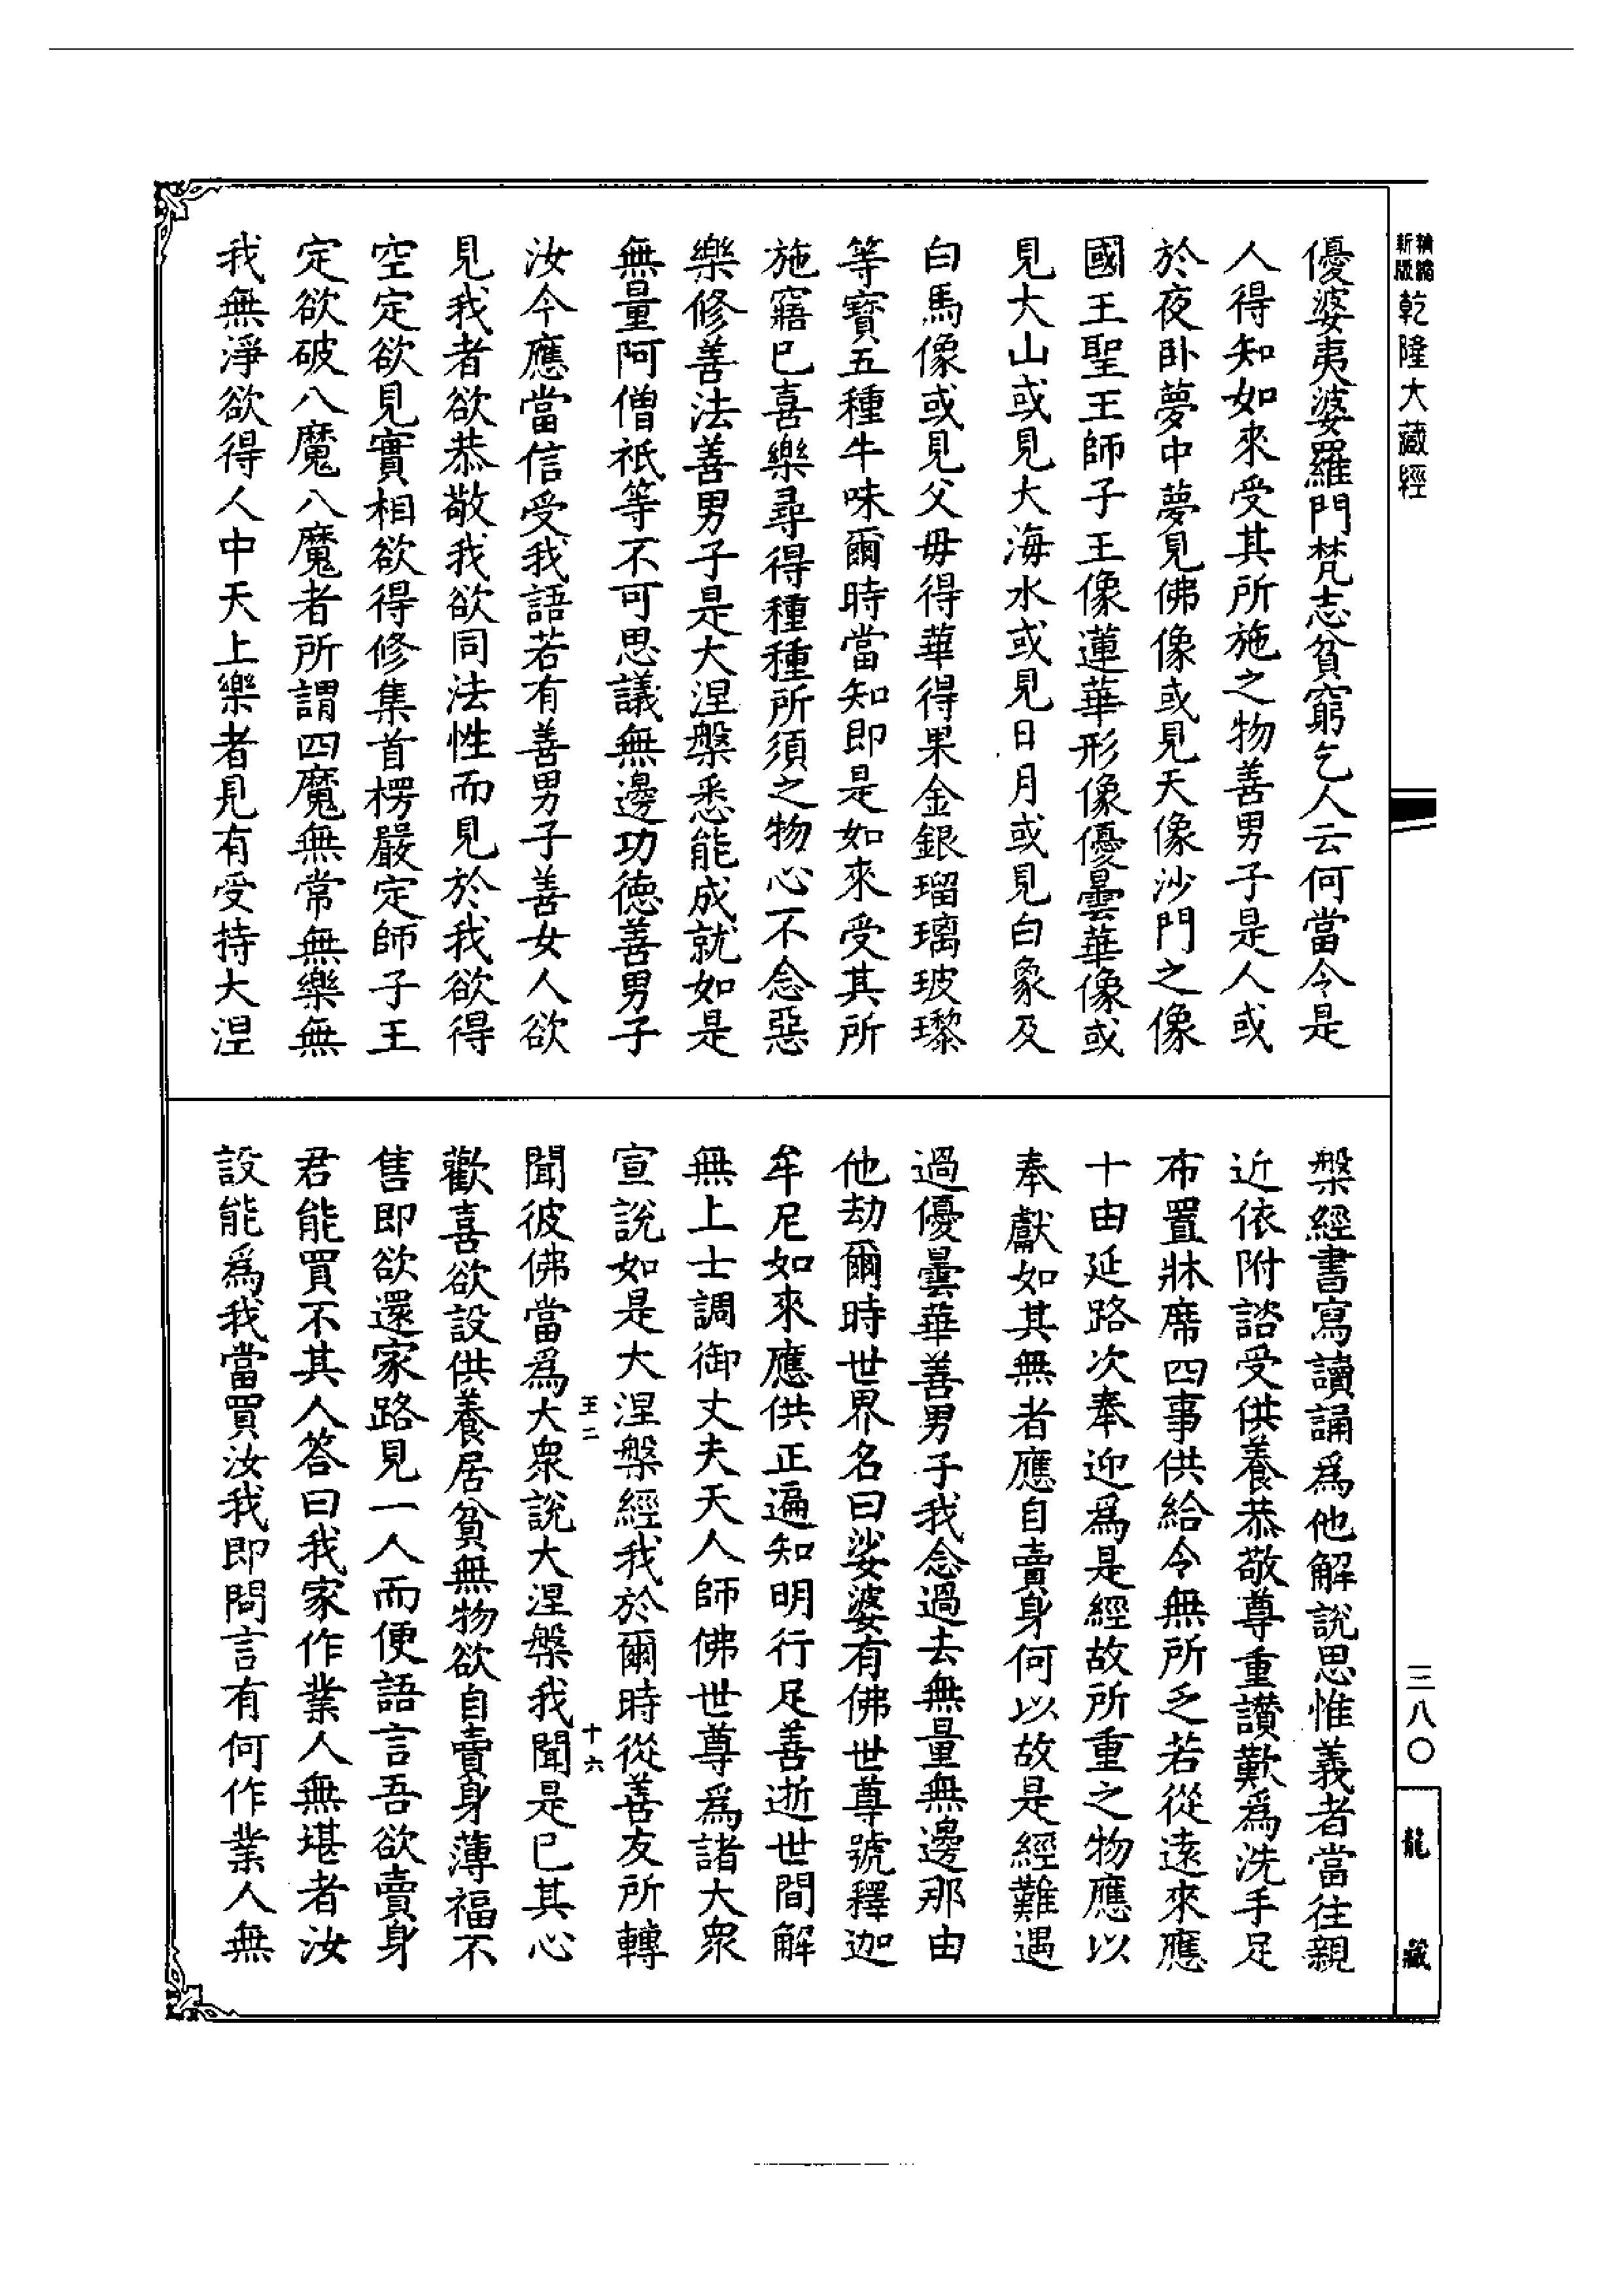 新編縮版乾隆大藏經
優婆夷婆羅門梵志貧窮乞人云何當令是
人得知如來受其所施之物善男子是人或
於夜卧夢中夢見佛像或見天像沙門之像
國王聖王師子王像蓮華形像優曇華像或
見大山或見大海水或見日月或見白象及
白馬像或見父母得華得果金銀瑠璃玻瓈
等寶五種牛味爾時當知即是如來受其所
施寤已喜樂尋得種種所須之物心不念惡
樂修善法善男子是大涅槃悉能成就如是
無量阿僧祇等不可思議無邊功德善男子
汝今應當信受我語若有善男子善女人欲
見我者欲恭敬我欲同法性而見於我欲得
空定欲見實相欲得修集首楞嚴定師子王
定欲破八魔八魔者所謂四魔無常無樂無
我無淨欲得人中天上樂者見有受持大涅
槃經書寫讀誦爲他解說思惟義者當往親
近依附諮受供養恭敬尊重讚歎爲洗手足
布置牀席四事供給令無所乏若從遠來應
十由延路次奉迎爲是經故所重之物應以
奉獻如其無者應自賣身何以故是經難遇
過優曇華善男子我念過去無量無邊那由
他劫爾時世界名曰娑婆有佛世尊號釋迦
牟尼如來應供正遍知明行足善逝世間解
無上士調御丈夫天人師佛世尊爲諸大衆
宣說如是大涅槃經我於爾時從善友所轉
王二 十六
聞彼佛當爲大衆說大涅槃我聞是已其心
歡喜欲設供養居貧無物欲自賣身薄福不
售即欲還家路見一人而便語言吾欲賣身
君能買不其人答曰我家作業人無堪者汝
設能爲我當買汝我即問言有何作業人無
三八〇
龍藏